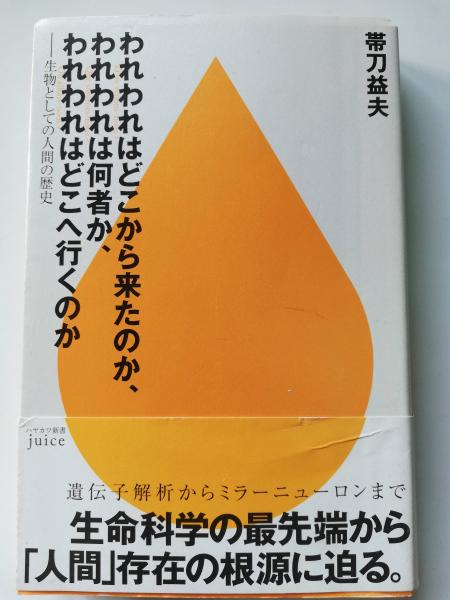 帯刀益夫
われわれはどこから来たのか、
われわれは何者か、
われわれはどこへ行くのか
──生物としての人間の歴史
ハヤカワ新書
juice
遺伝子解析からミラーニューロンまで
生命科学の最先端から
「人間」存在の根源に迫る。